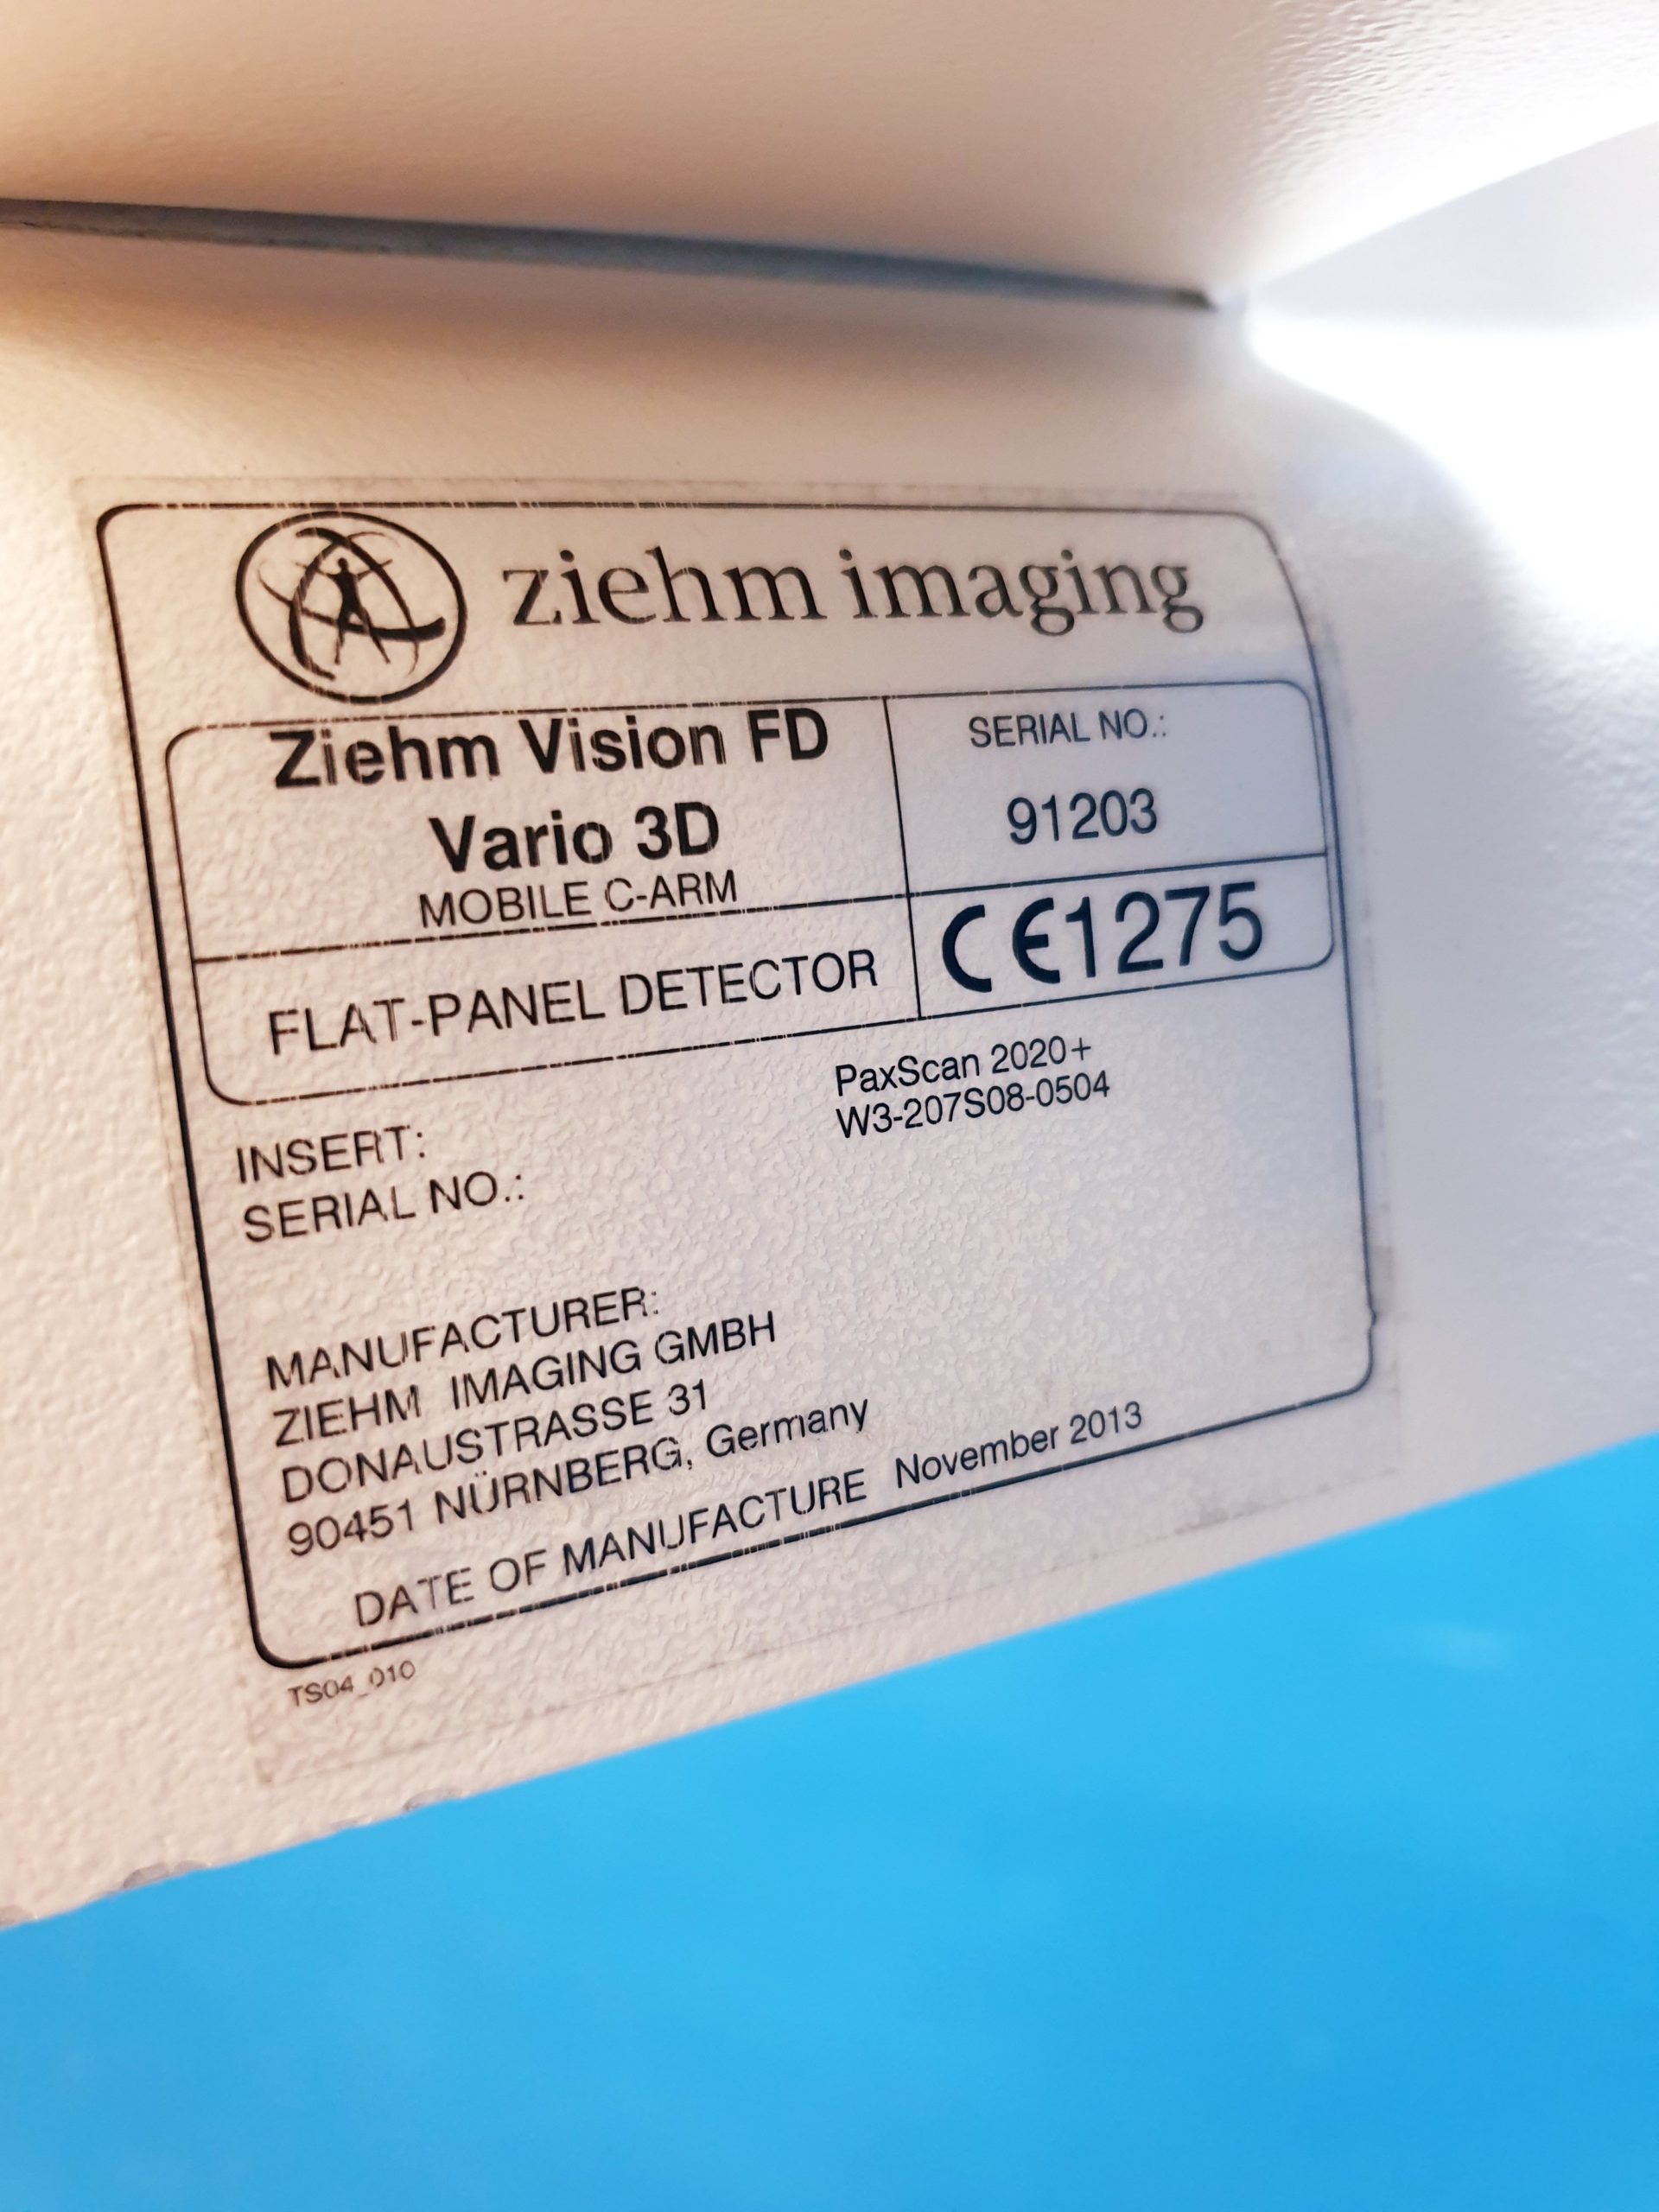 ziehm imaging
Ziehm Vision FD
Vario 3D
MOBILE C-ARM
SERIAL NO.:
91203
FLAT-PANEL DETECTOR
CE1275
INSERT: PaxScan 2020+
SERIAL NO.: W3-207S08-0504
MANUFACTURER:
ZIEHM IMAGING GMBH
DONAUSTRASSE 31
90451 NÜRNBERG, Germany
DATE OF MANUFACTURE November 2013
TS04_010